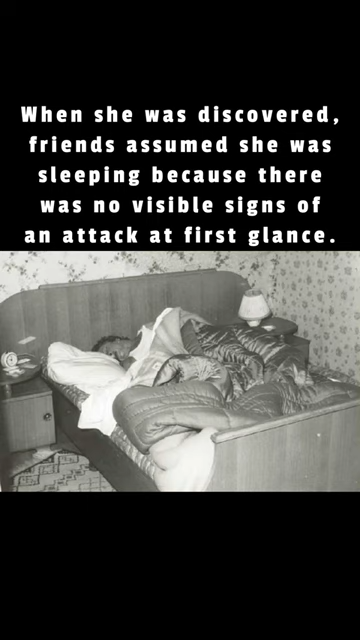 When she was discovered,
friends assumed she was
sleeping because there
was no visible signs of
an attack at first glance.